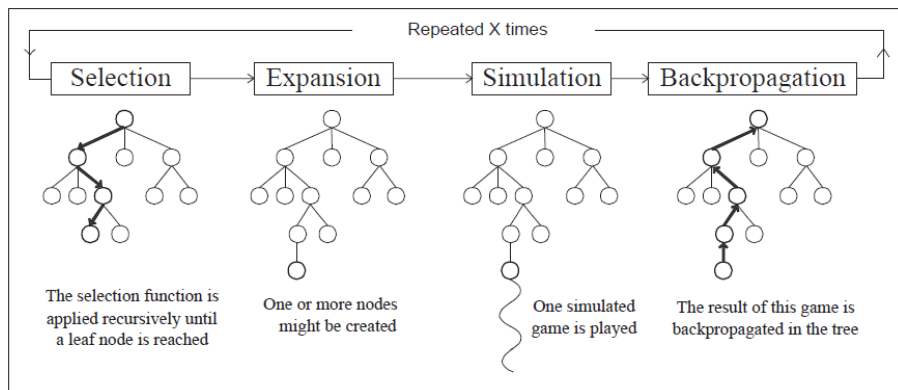 Repeated X times
Selection
Expansion
Simulation
Backpropagation
The selection function is
applied recursively until
a leaf node is reached
One or more nodes
might be created
One simulated
game is played
The result of this game is
backpropagated in the tree